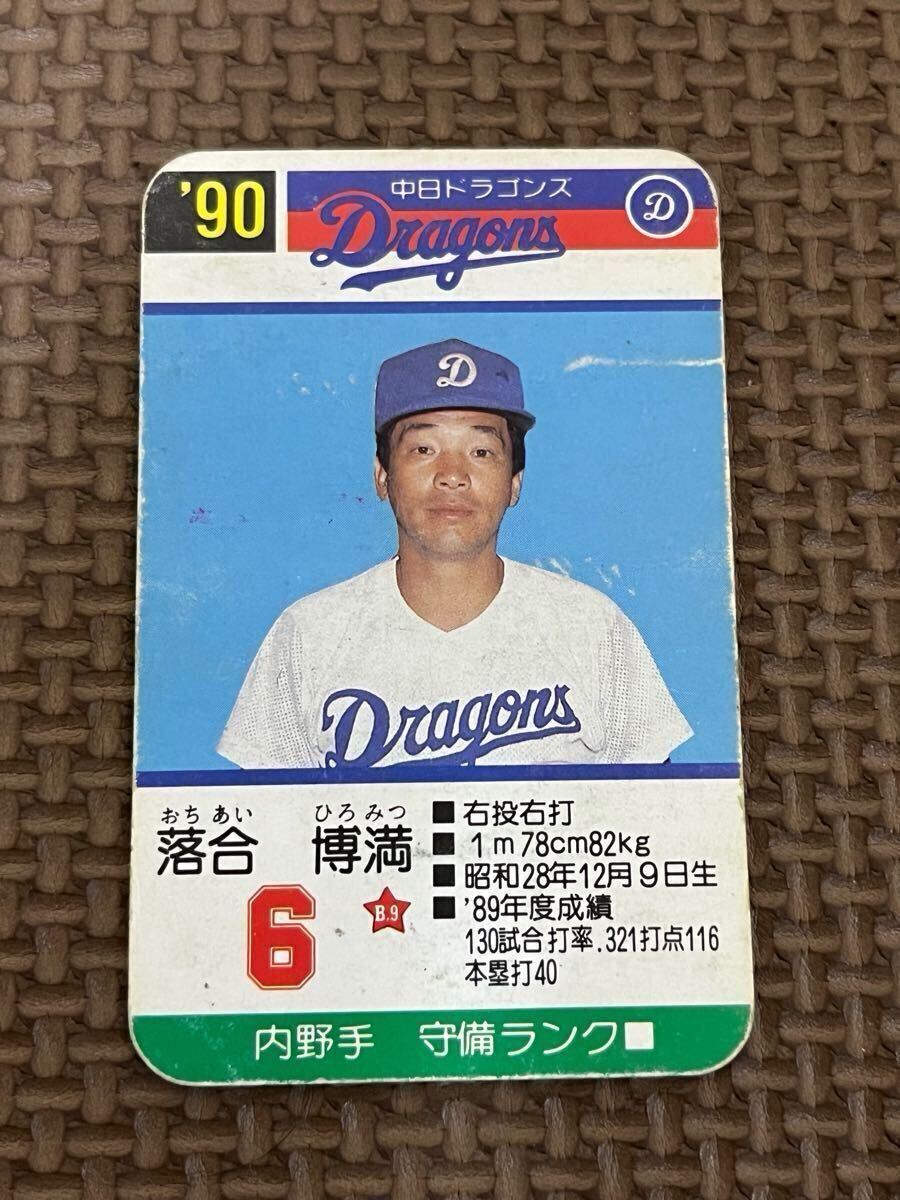 '90
中日ドラゴンズ
Dragons
D
D
Dragons
おちあい ひろみつ
落合 博満
6
B.9
■右投右打
■1m78cm82kg
■昭和28年12月9日生
■'89年度成績
130試合打率.321打点116
本塁打40
内野手 守備ランク□